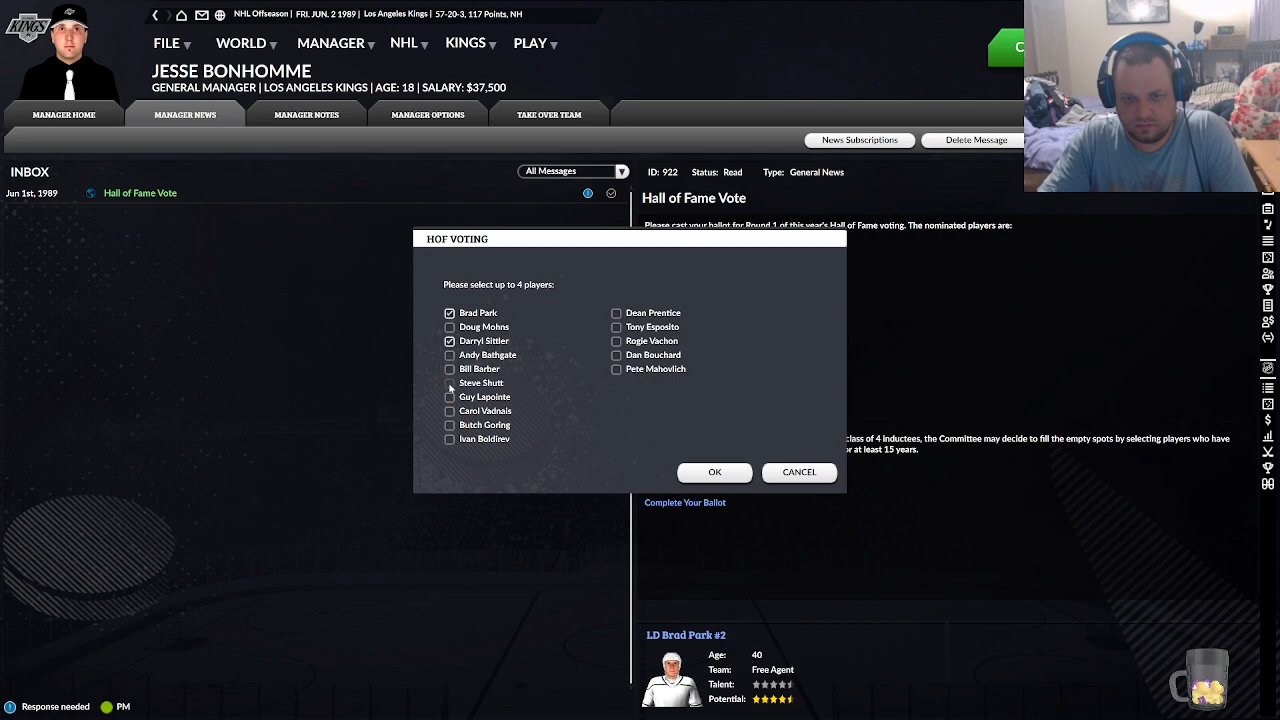 KINGS
NHL Offseason | FRI. JUN. 2 1989 | Los Angeles Kings | 57-20-3, 117 Points, NH
FILE WORLD MANAGER NHL KINGS PLAY
JESSE BONHOMME
GENERAL MANAGER | LOS ANGELES KINGS | AGE: 18 | SALARY: $37,500
MANAGER HOME MANAGER NEWS MANAGER NOTES MANAGER OPTIONS TAKE OVER TEAM
News Subscriptions Delete Message
INBOX All Messages
Jun 1st, 1989 Hall of Fame Vote
ID: 922 Status: Read Type: General News
Hall of Fame Vote
Please cast your ballot for Round 1 of this year's Hall of Fame voting. The nominated players are:
HOF VOTING
Please select up to 4 players:
Brad Park
Doug Mohns
Darryl Sittler
Andy Bathgate
Bill Barber
Steve Shutt
Guy Lapointe
Carol Vadnais
Butch Goring
Ivan Boldirev
Dean Prentice
Tony Esposito
Rogie Vachon
Dan Bouchard
Pete Mahovlich
OK CANCEL
class of 4 inductees, the Committee may decide to fill the empty spots by selecting players who have
or at least 15 years.
Complete Your Ballot
LD Brad Park #2
Age: 40
Team: Free Agent
Talent:
Potential:
Response needed PM